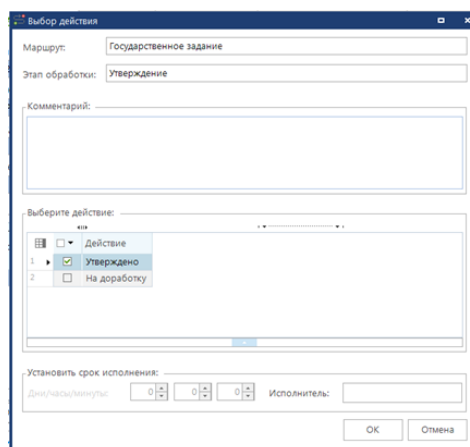 Выбор действия
Маршрут: Государственное задание
Этап обработки: Утверждение
Комментарий:
Выберите действие:
Действие
1 Утверждено
2 На доработку
Установить срок исполнения:
Дни/часы/минуты: 0 0 0 Исполнитель:
ОК Отмена